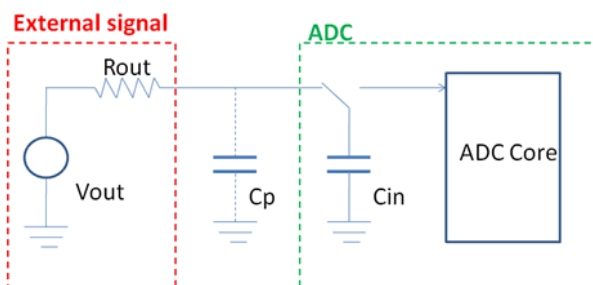 External signal
ADC
Rout
Vout
Cp
Cin
ADC Core